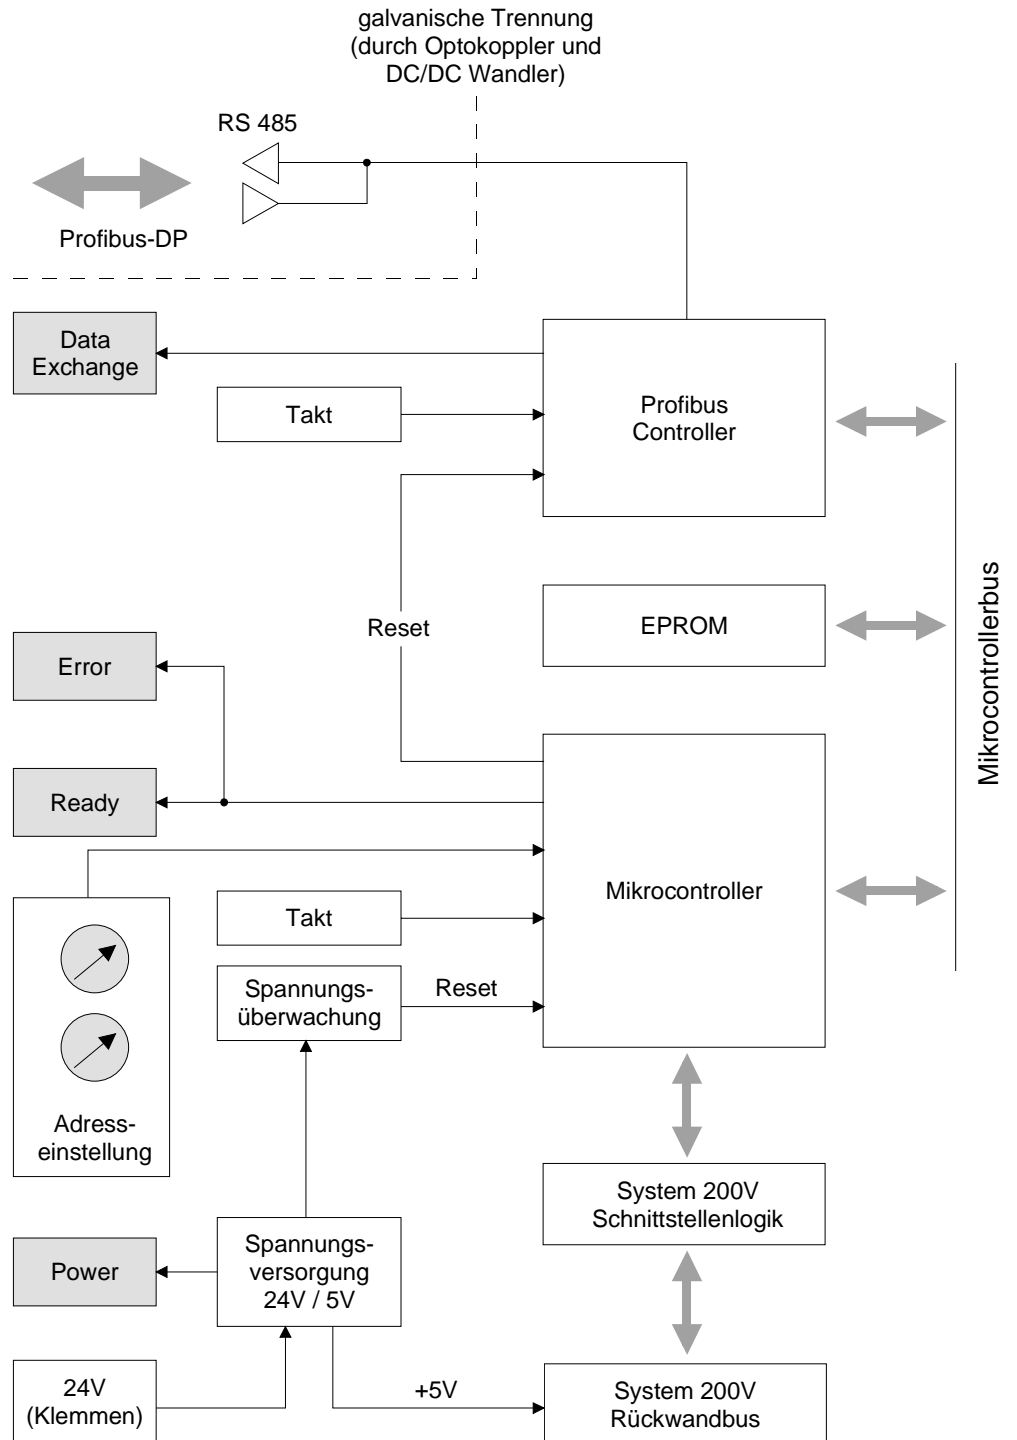 galvanische Trennung
(durch Optokoppler und
DC/DC Wandler)
RS 485
Profibus-DP
Data
Exchange
Takt
Profibus
Controller
Reset
EPROM
Error
Mikrocontrollerbus
Ready
Mikrocontroller
Takt
Spannungs-
überwachung
Reset
Adress-
einstellung
System 200V
Schnittstellenlogik
Power
Spannungs-
versorgung
24V / 5V
24V
(Klemmen)
+5V
System 200V
Rückwandbus